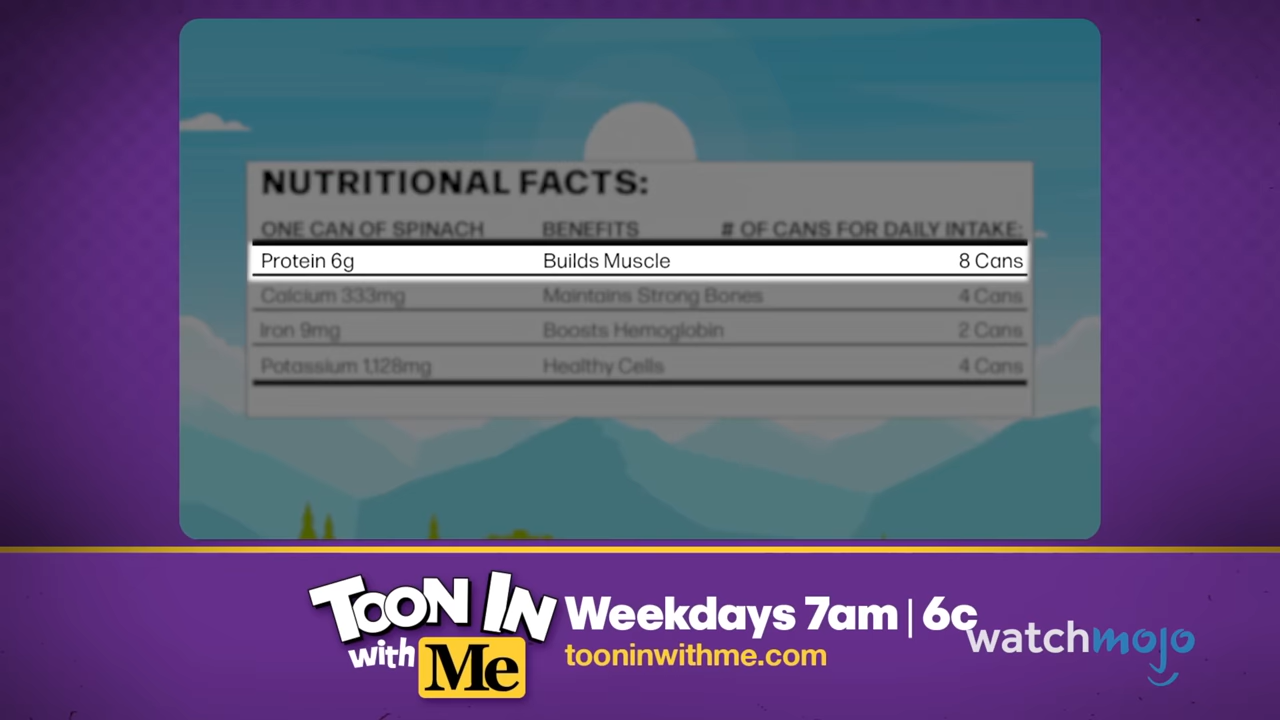 NUTRITIONAL FACTS:
ONE CAN OF SPINACH BENEFITS # OF CANS FOR DAILY INTAKE:
Protein 6g Builds Muscle 8 Cans
Calcium 333mg Maintains Strong Bones 4 Cans
Iron 9mg Boosts Hemoglobin 2 Cans
Potassium 1,128mg Healthy Cells 4 Cans
TOON IN
with Me
Weekdays 7am | 6c
tooninwithme.com
watchmojo